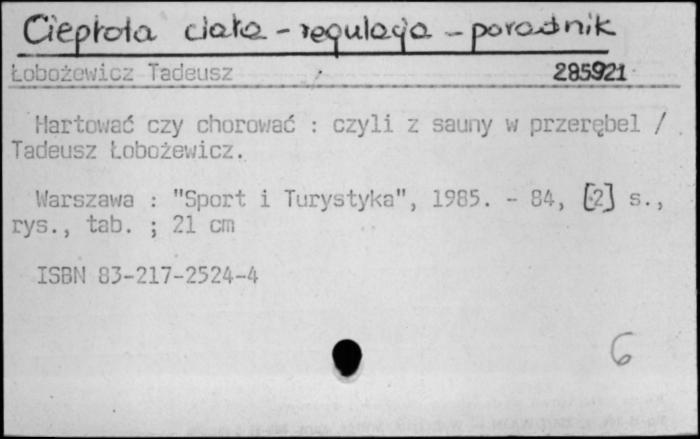 Ciepłota ciała - regulacja - poradnik
Łobożewicz Tadeusz 285921
Hartować czy chorować : czyli z sauny w przerębel /
Tadeusz Łobożewicz.
Warszawa : "Sport i Turystyka", 1985. - 84, [2] s.,
rys., tab. ; 21 cm
ISBN 83-217-2524-4
6